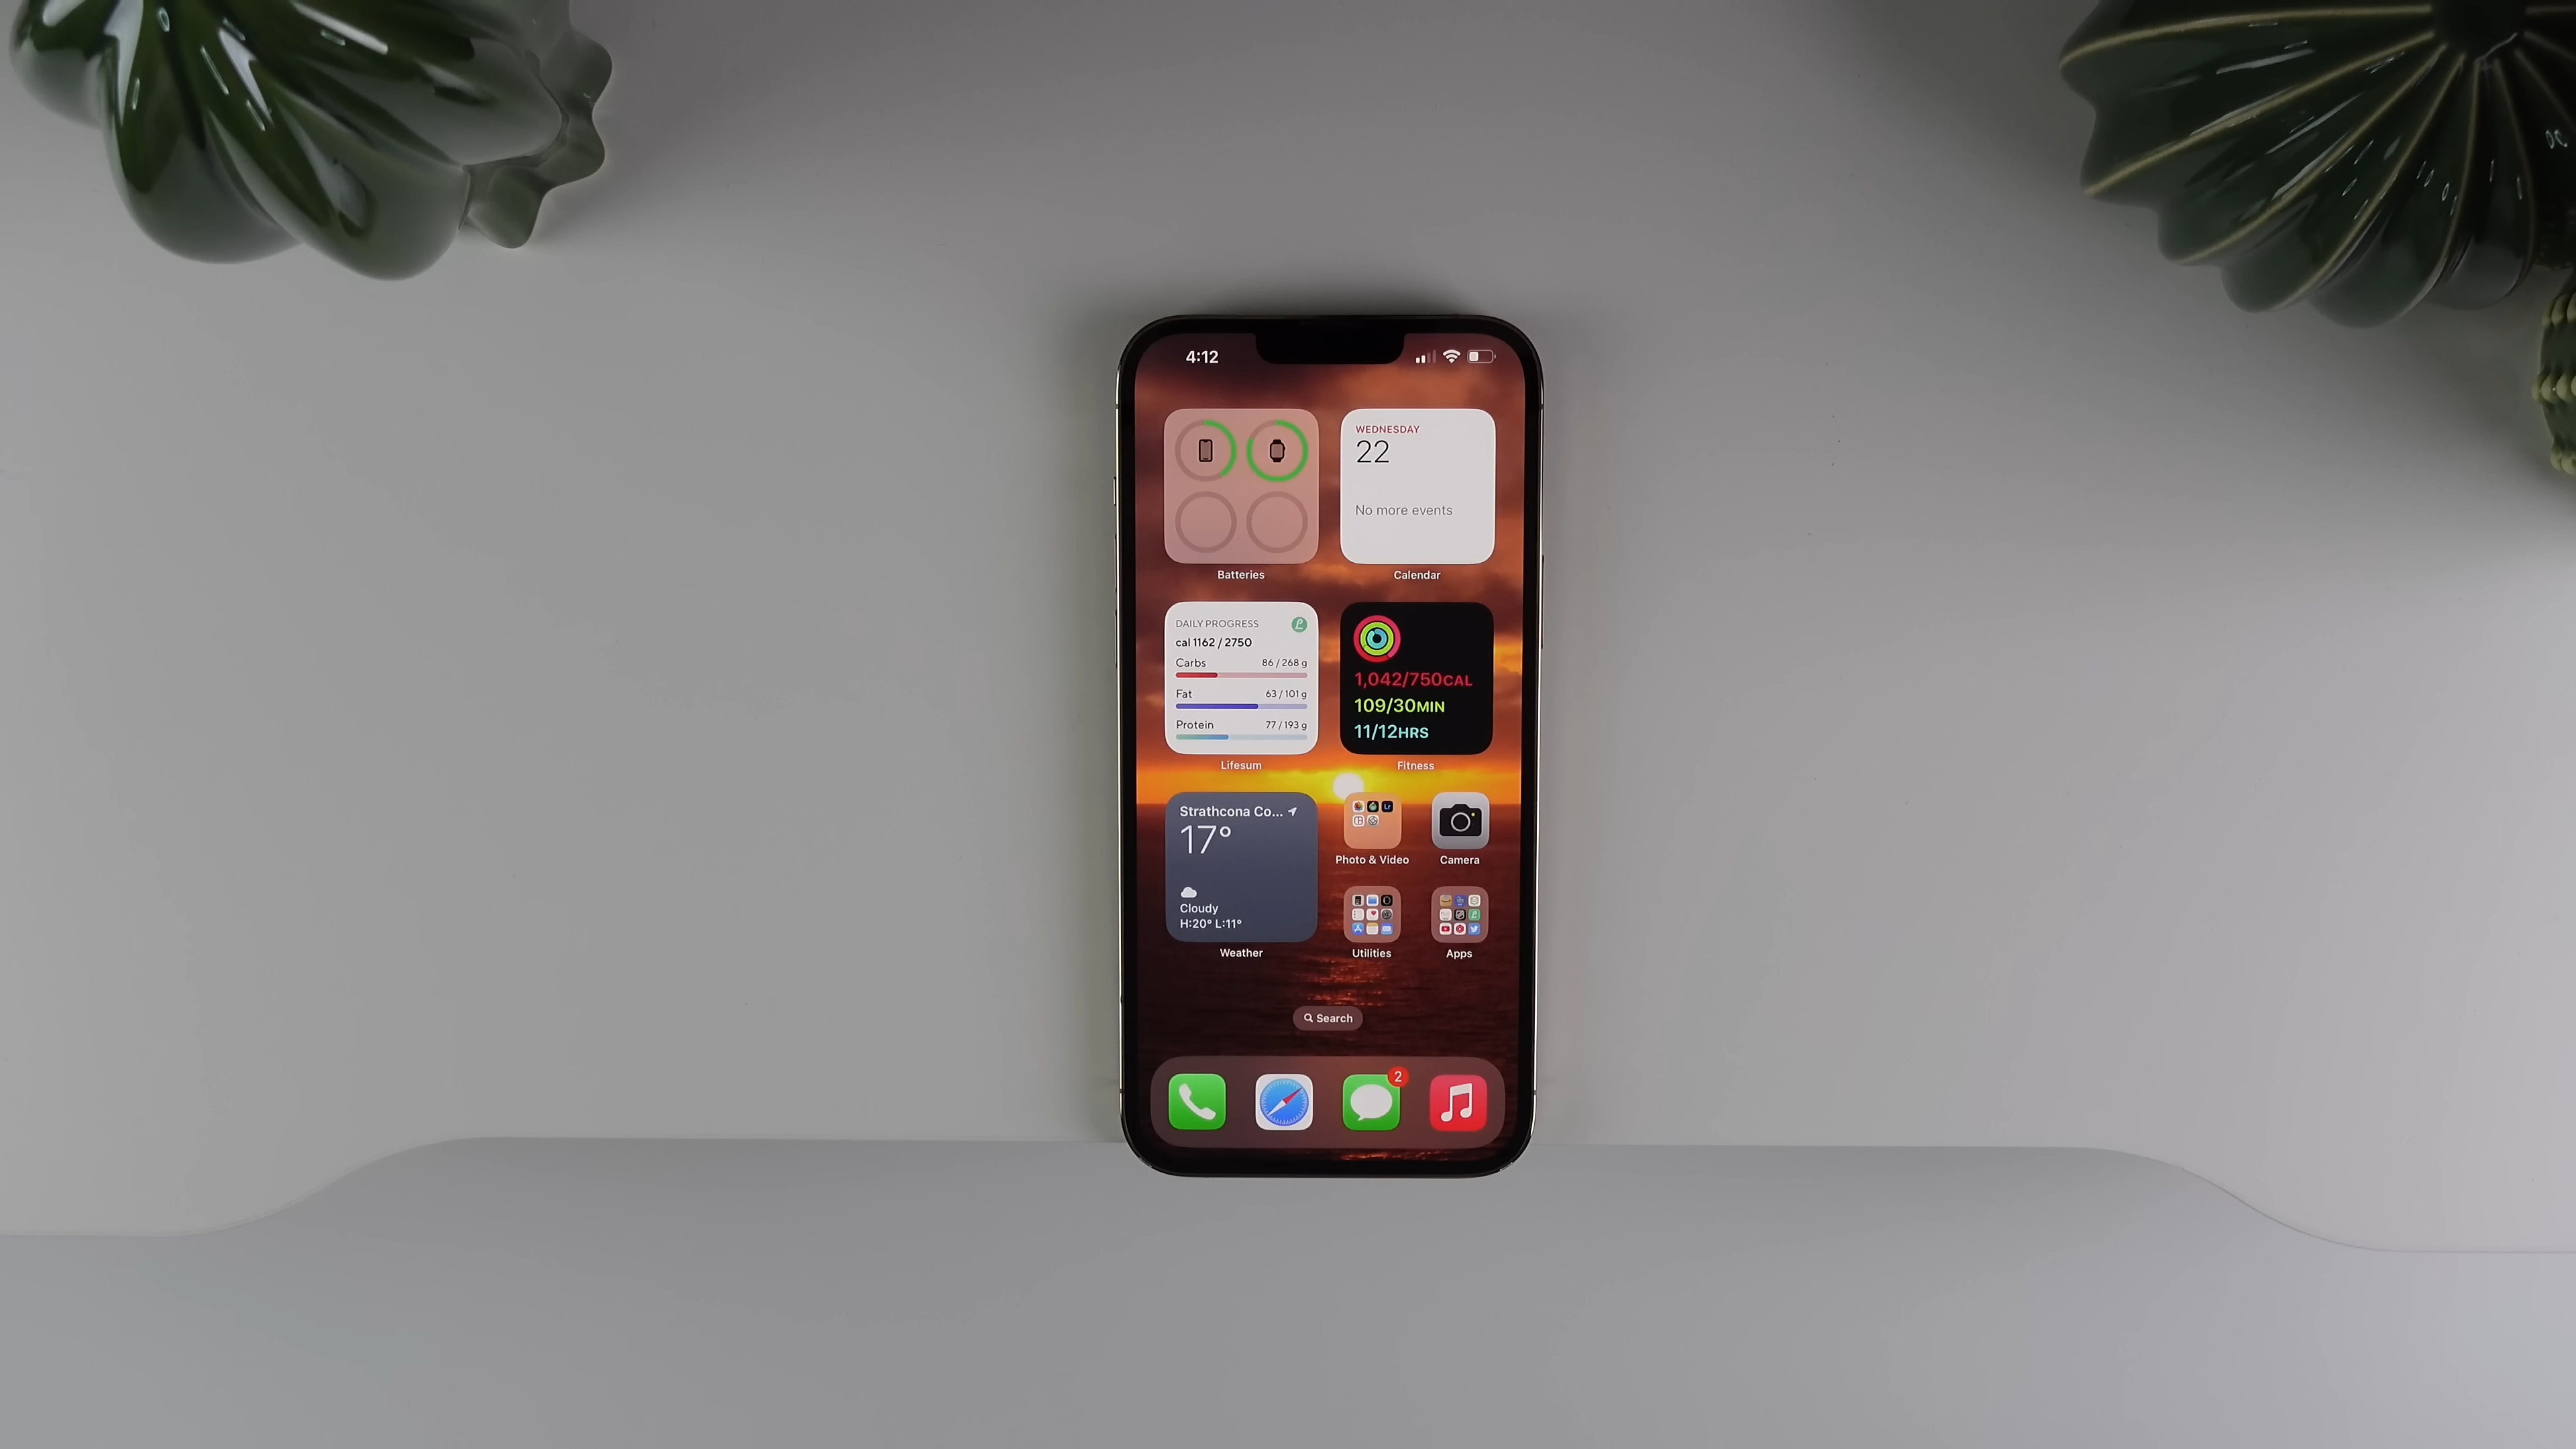 4:12
WEDNESDAY
22
No more events
Batteries
Calendar
DAILY PROGRESS
cal 1162 / 2750
Carbs 86 / 268 g
Fat 63 / 101 g
Protein 77 / 193 g
Lifesum
1,042/750CAL
109/30MIN
11/12HRS
Fitness
Strathcona Co...
17°
Cloudy
H:20° L:11°
Weather
Lr
Photo & Video
Camera
Utilities
Apps
Search
2